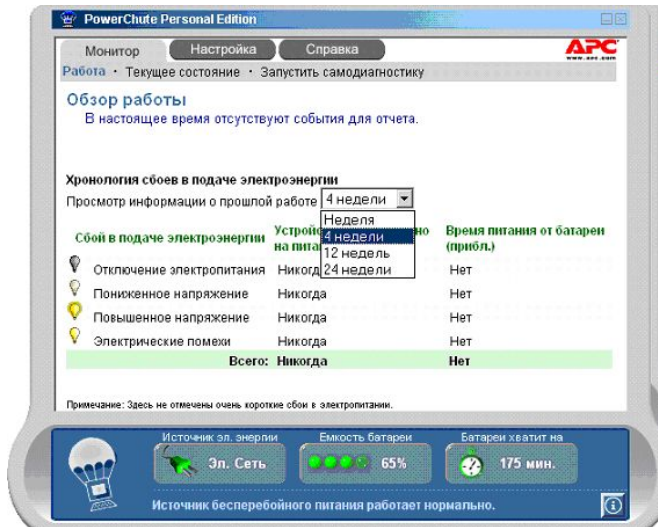 PowerChute Personal Edition
Монитор Настройка Справка
APC
www.apc.com
Работа · Текущее состояние · Запустить самодиагностику
Обзор работы
В настоящее время отсутствуют события для отчета.
Хронология сбоев в подаче электроэнергии
Просмотр информации о прошлой работе 4 недели
Неделя
4 недели
12 недель
24 недели
Сбой в подаче электроэнергии
на
Время питания от батареи (прибл.)
Отключение электропитания Нет
Пониженное напряжение Никогда Нет
Повышенное напряжение Никогда Нет
Электрические помехи Никогда Нет
Всего: Никогда Нет
Примечание: Здесь не отмечены очень короткие сбои в электропитании.
Источник эл. энергии Емкость батареи Батареи хватит на
Эл. Сеть 65% 175 мин.
Источник бесперебойного питания работает нормально.